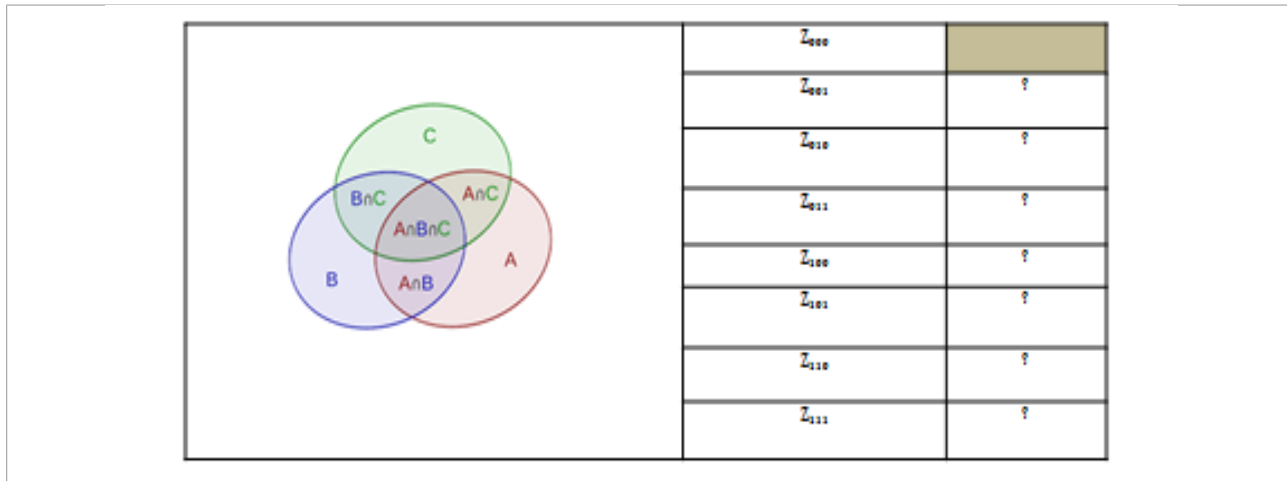 C
B∩C
A∩C
A∩B∩C
B
A
A∩B
Z₀₀₀
Z₀₀₁ ?
Z₀₁₀ ?
Z₀₁₁ ?
Z₁₀₀ ?
Z₁₀₁ ?
Z₁₁₀ ?
Z₁₁₁ ?